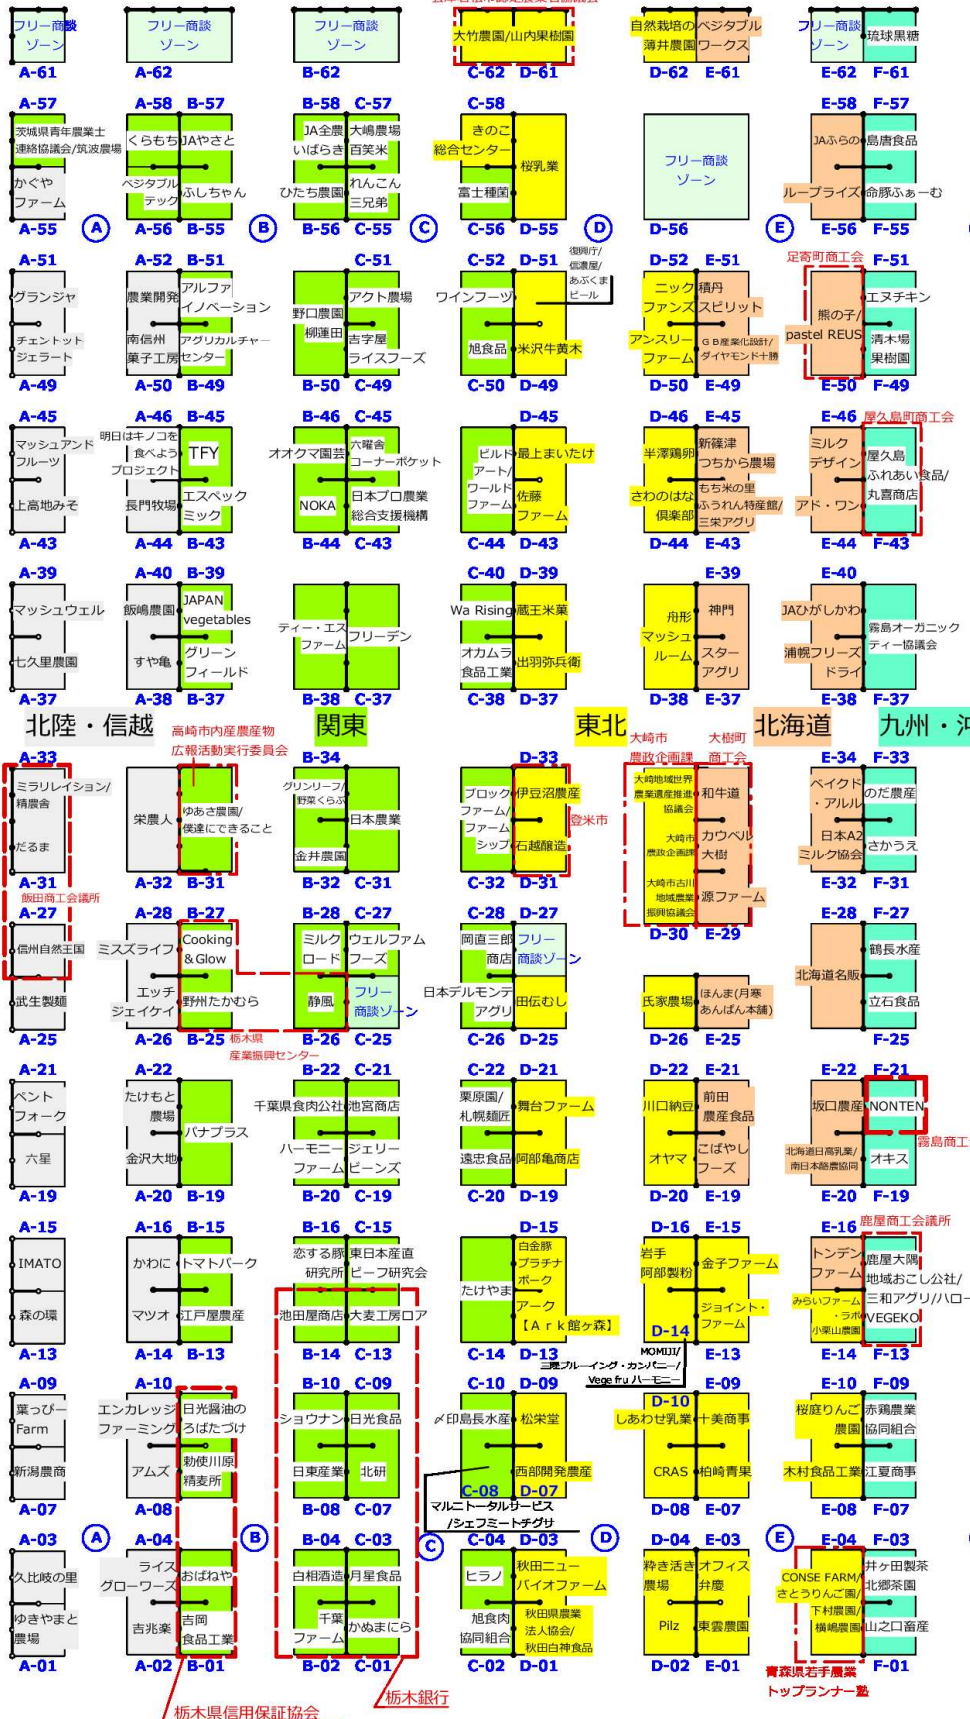 フリー商談
ゾーン
フリー商談
ゾーン
フリー商談
ゾーン
大竹農園/山内果樹園
自然栽培の
薄井農園
ベジタブル
ワークス
フリー商談
ゾーン
琉球黒糖
A-61
A-62
B-62
C-62 D-61
D-62 E-61
E-62 F-61
A-57
A-58 B-57
B-58 C-57
C-58
E-58 F-57
茨城県青年農業士
連絡協議会/筑波農場
かぐや
ファーム
くらもち
JAやさと
ベジタブル
テック
ふしちゃん
JA全農
いばらき
大嶋農場
百笑米
ひたち農園
れんこん
三兄弟
きのこ
総合センター
桜乳業
富士種菌
フリー商談
ゾーン
JAふらの
島唐食品
ループライズ
命豚ふぁーむ
A-55
A
A-56 B-55
B
B-56 C-55
C
C-56 D-55
D
D-56
E
E-56 F-55
A-51
A-52 B-51
B-50 C-49
C-52 D-51
復興庁/
信濃屋/
あぶくま
ビール
D-52 E-51
足寄町商工会
F-51
グランジャ
チェントット
ジェラート
農業開発
アルファ
イノベーション
南信州
菓子工房
アグリカルチャー
センター
アクト農場
野口農園
柳蓮田
吉字屋
ライスフーズ
ワインフーヅ
旭食品
米沢牛黄木
ニック
ファンズ
積丹
スピリット
アンスリー
ファーム
GB産業化設計/
ダイヤモンド十勝
熊の子/
pastel REUS
エヌチキン
清木場
果樹園
A-49
A-50 B-49
C-50 D-49
D-50 E-49
E-50 F-49
A-45
A-46 B-45
B-46 C-45
D-45
D-46 E-45
E-46
屋久島町商工会
マッシュアンド
フルーツ
上高地みそ
明日はキノコを
食べよう
プロジェクト
TFY
長門牧場
エスペック
ミック
オオクマ園芸
六曜舎
コーナーポケット
NOKA
日本プロ農業
総合支援機構
ビルド
アート/
ワールド
ファーム
最上まいたけ
佐藤
ファーム
半澤鶏卵
新篠津
つちから農場
さわのはな
倶楽部
もち米の里
ふうれん特産館/
三栄アグリ
ミルク
デザイン
アド・ワン
屋久島
ふれあい食品/
丸喜商店
A-43
A-44 B-43
B-44 C-43
C-44 D-43
D-44 E-43
E-44 F-43
A-39
A-40 B-39
C-40 D-39
E-39
E-40
マッシュウェル
七久里農園
飯嶋農園
JAPAN
vegetables
すや亀
グリーン
フィールド
ティー・エス
ファーム
フリーデン
Wa Rising
蔵王米菓
オカムラ
食品工業
出羽弥兵衛
舟形
マッシュ
ルーム
神門
スター
アグリ
JAひがしかわ
浦幌フリーズ
ドライ
霧島オーガニック
ティー協議会
A-37
A-38 B-37
B-38 C-37
C-38 D-37
D-38 E-37
E-38 F-37
北陸・信越
高崎市内産農産物
広報活動実行委員会
関東
東北
大崎市
農政企画課
大樹町
商工会
北海道
九州・沖
A-33
B-34
C-32 D-31
E-34 F-33
ミラリレイション/
精農舎
だるま
栄農人
ゆあさ農園/
僕達にできること
グリンリーフ/
野菜くらぶ
日本農業
金井農園
ブロック
ファーム/
ファーム
シップ
伊豆沼農産
石越醸造
登米市
大崎地域世界
農業遺産推進
協議会
大崎市
農政企画課
大崎市古川
地域農業
振興協議会
和牛道
カウベル
大樹
源ファーム
ベイクド
・アルル
のだ農産
日本A2
ミルク協会
さかうえ
A-31
飯田商工会議所
A-32 B-31
B-32 C-31
E-32 F-31
A-27
A-28 B-27
B-28 C-27
C-28 D-27
D-30 E-29
E-28 F-27
信州自然王国
武生製麺
ミスズライフ
Cooking
&Glow
エッチ
ジェイケイ
野州たかむら
ミルク
ロード
ウェルファム
フーズ
静風
フリー
商談ゾーン
岡直三郎
商店
フリー
商談ゾーン
日本デルモンテ
アグリ
田伝むし
氏家農場
ほんま(月寒
あんぱん本舗)
北海道名販
鶴長水産
立石食品
A-25
A-26 B-25
栃木県
産業振興センター
B-26 C-25
C-26 D-25
D-26 E-25
F-25
A-21
A-22
B-22 C-21
C-22 D-21
D-22 E-21
E-22 F-21
ペント
フォーク
六星
たけもと
農場
バナプラス
金沢大地
千葉県食肉公社
池宮商店
ハーモニー
ファーム
ジェリー
ビーンズ
栗原園/
札幌麺匠
舞台ファーム
遠忠食品
阿部亀商店
川口納豆
前田
農産食品
オヤマ
こばやし
フーズ
坂口農産
NONTEN
霧島商工
北海道日高乳業/
南日本酪農協同
オキス
A-19
A-20 B-19
B-20 C-19
C-20 D-19
D-20 E-19
E-20 F-19
A-15
A-16 B-15
B-16 C-15
D-15
D-16 E-15
E-16
鹿屋商工会議所
IMATO
森の環
かわに
トマトパーク
マツオ
江戸屋農産
恋する豚
研究所
東日本産直
ビーフ研究会
池田屋商店
大麦工房ロア
たけやま
白金豚
プラチナ
ポーク
アーク
【Ark館ヶ森】
岩手
阿部製粉
金子ファーム
ジョイント・
ファーム
トンデン
ファーム
みらいファーム
・ラボ
小栗山農園
鹿屋大隅
地域おこし公社/
三和アグリ/ハロー
VEGEKO
A-13
A-14 B-13
B-14 C-13
C-14 D-13
D-14
E-13
E-14 F-13
MOMIJI/
三陸ブルーイング・カンパニー/
Vege fru ハーモニー
A-09
A-10
B-10 C-09
C-10 D-09
D-10
E-09
E-10 F-09
葉っぴー
Farm
新潟農商
エンカレッジ
ファーミング
日光醤油の
ろばたづけ
アムズ
勅使川原
精麦所
ショウナン
日光食品
日東産業
北研
〆印島長水産
松栄堂
西部開発農産
しあわせ乳業
十美商事
CRAS
柏崎青果
桜庭りんご
農園
赤鶏農業
協同組合
木村食品工業
江夏商事
A-07
A-08
B-08 C-07
C-08 D-07
D-08 E-07
E-08 F-07
マルニトータルサービス
/シェフミートチグサ
A-03
A
A-04
B
B-04 C-03
C
C-04 D-03
D
D-04 E-03
E
E-04 F-03
久比岐の里
ゆきやまと
農場
ライス
グローワーズ
おばねや
吉兆楽
吉岡
食品工業
白相酒造
月星食品
千葉
ファーム
かぬまにら
ヒラノ
秋田ニュー
バイオファーム
旭食肉
協同組合
秋田県農業
法人協会/
秋田白神食品
粋き活き
農場
オフィス
弁慶
Pilz
東雲農園
CONSE FARM/
さとうりんご園/
下村農園/
横嶋農園
井ヶ田製茶
北郷茶園
山之口畜産
A-01
A-02 B-01
B-02 C-01
C-02 D-01
D-02 E-01
F-01
青森県若手農業
トップランナー塾
栃木県信用保証協会
栃木銀行